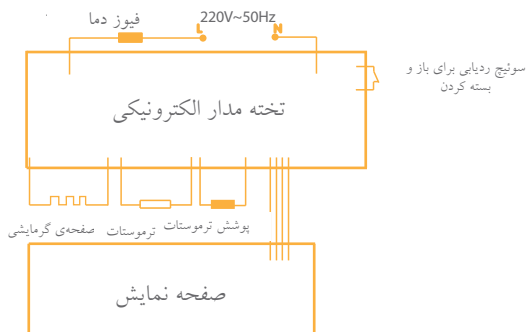 فیوز دما
220V~50Hz
L
N
سوئیچ ردیابی برای باز و
بسته کردن
تخته مدار الکترونیکی
صفحه‌ی گرمایشی
ترموستات
پوشش ترموستات
صفحه نمایش